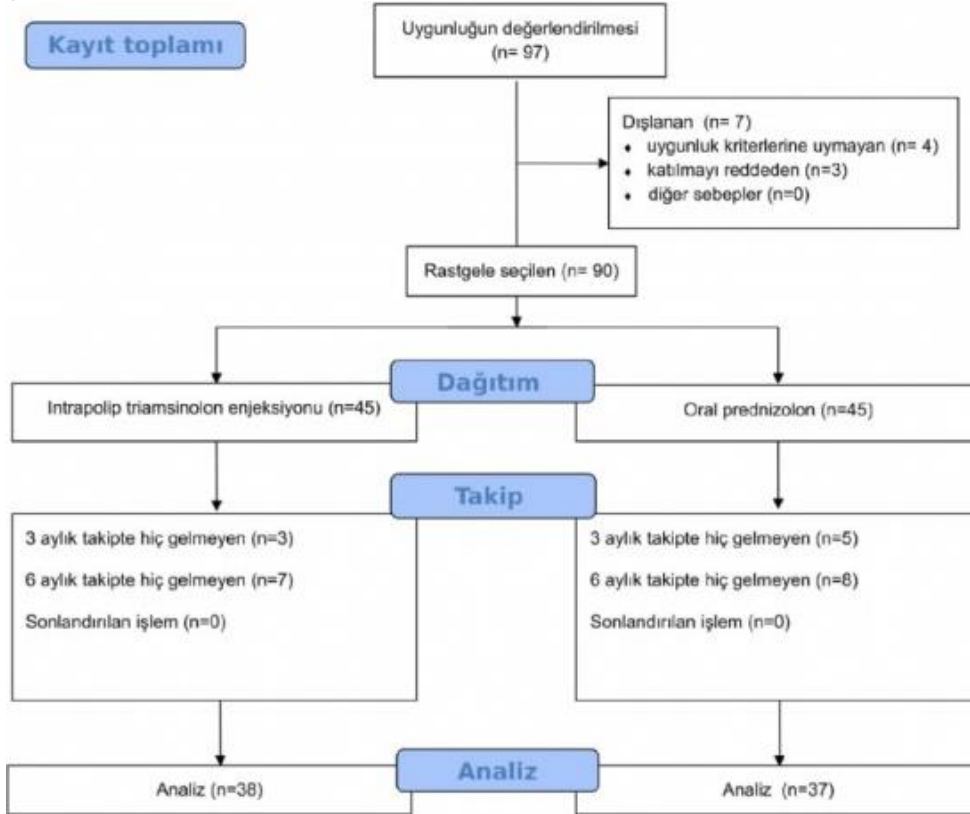 Kayıt toplamı
Uygunluğun değerlendirilmesi
(n= 97)
Dışlanan (n= 7)
♦ uygunluk kriterlerine uymayan (n= 4)
♦ katılmayı reddeden (n=3)
♦ diğer sebepler (n=0)
Rastgele seçilen (n= 90)
Dağıtım
Intrapolip triamsinolon enjeksiyonu (n=45)
Oral prednizolon (n=45)
Takip
3 aylık takipte hiç gelmeyen (n=3)
6 aylık takipte hiç gelmeyen (n=7)
Sonlandırılan işlem (n=0)
3 aylık takipte hiç gelmeyen (n=5)
6 aylık takipte hiç gelmeyen (n=8)
Sonlandırılan işlem (n=0)
Analiz
Analiz (n=38)
Analiz (n=37)